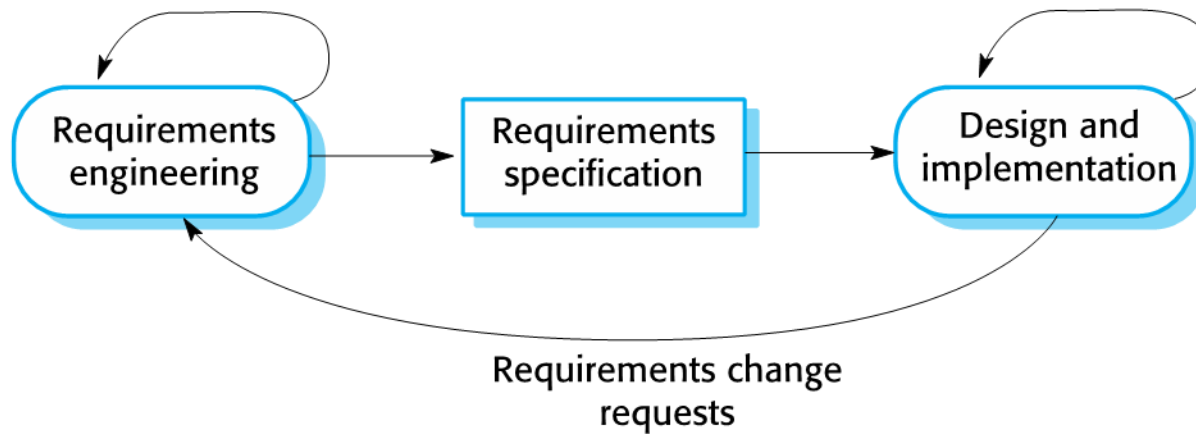 Requirements
engineering
Requirements
specification
Design and
implementation
Requirements change
requests